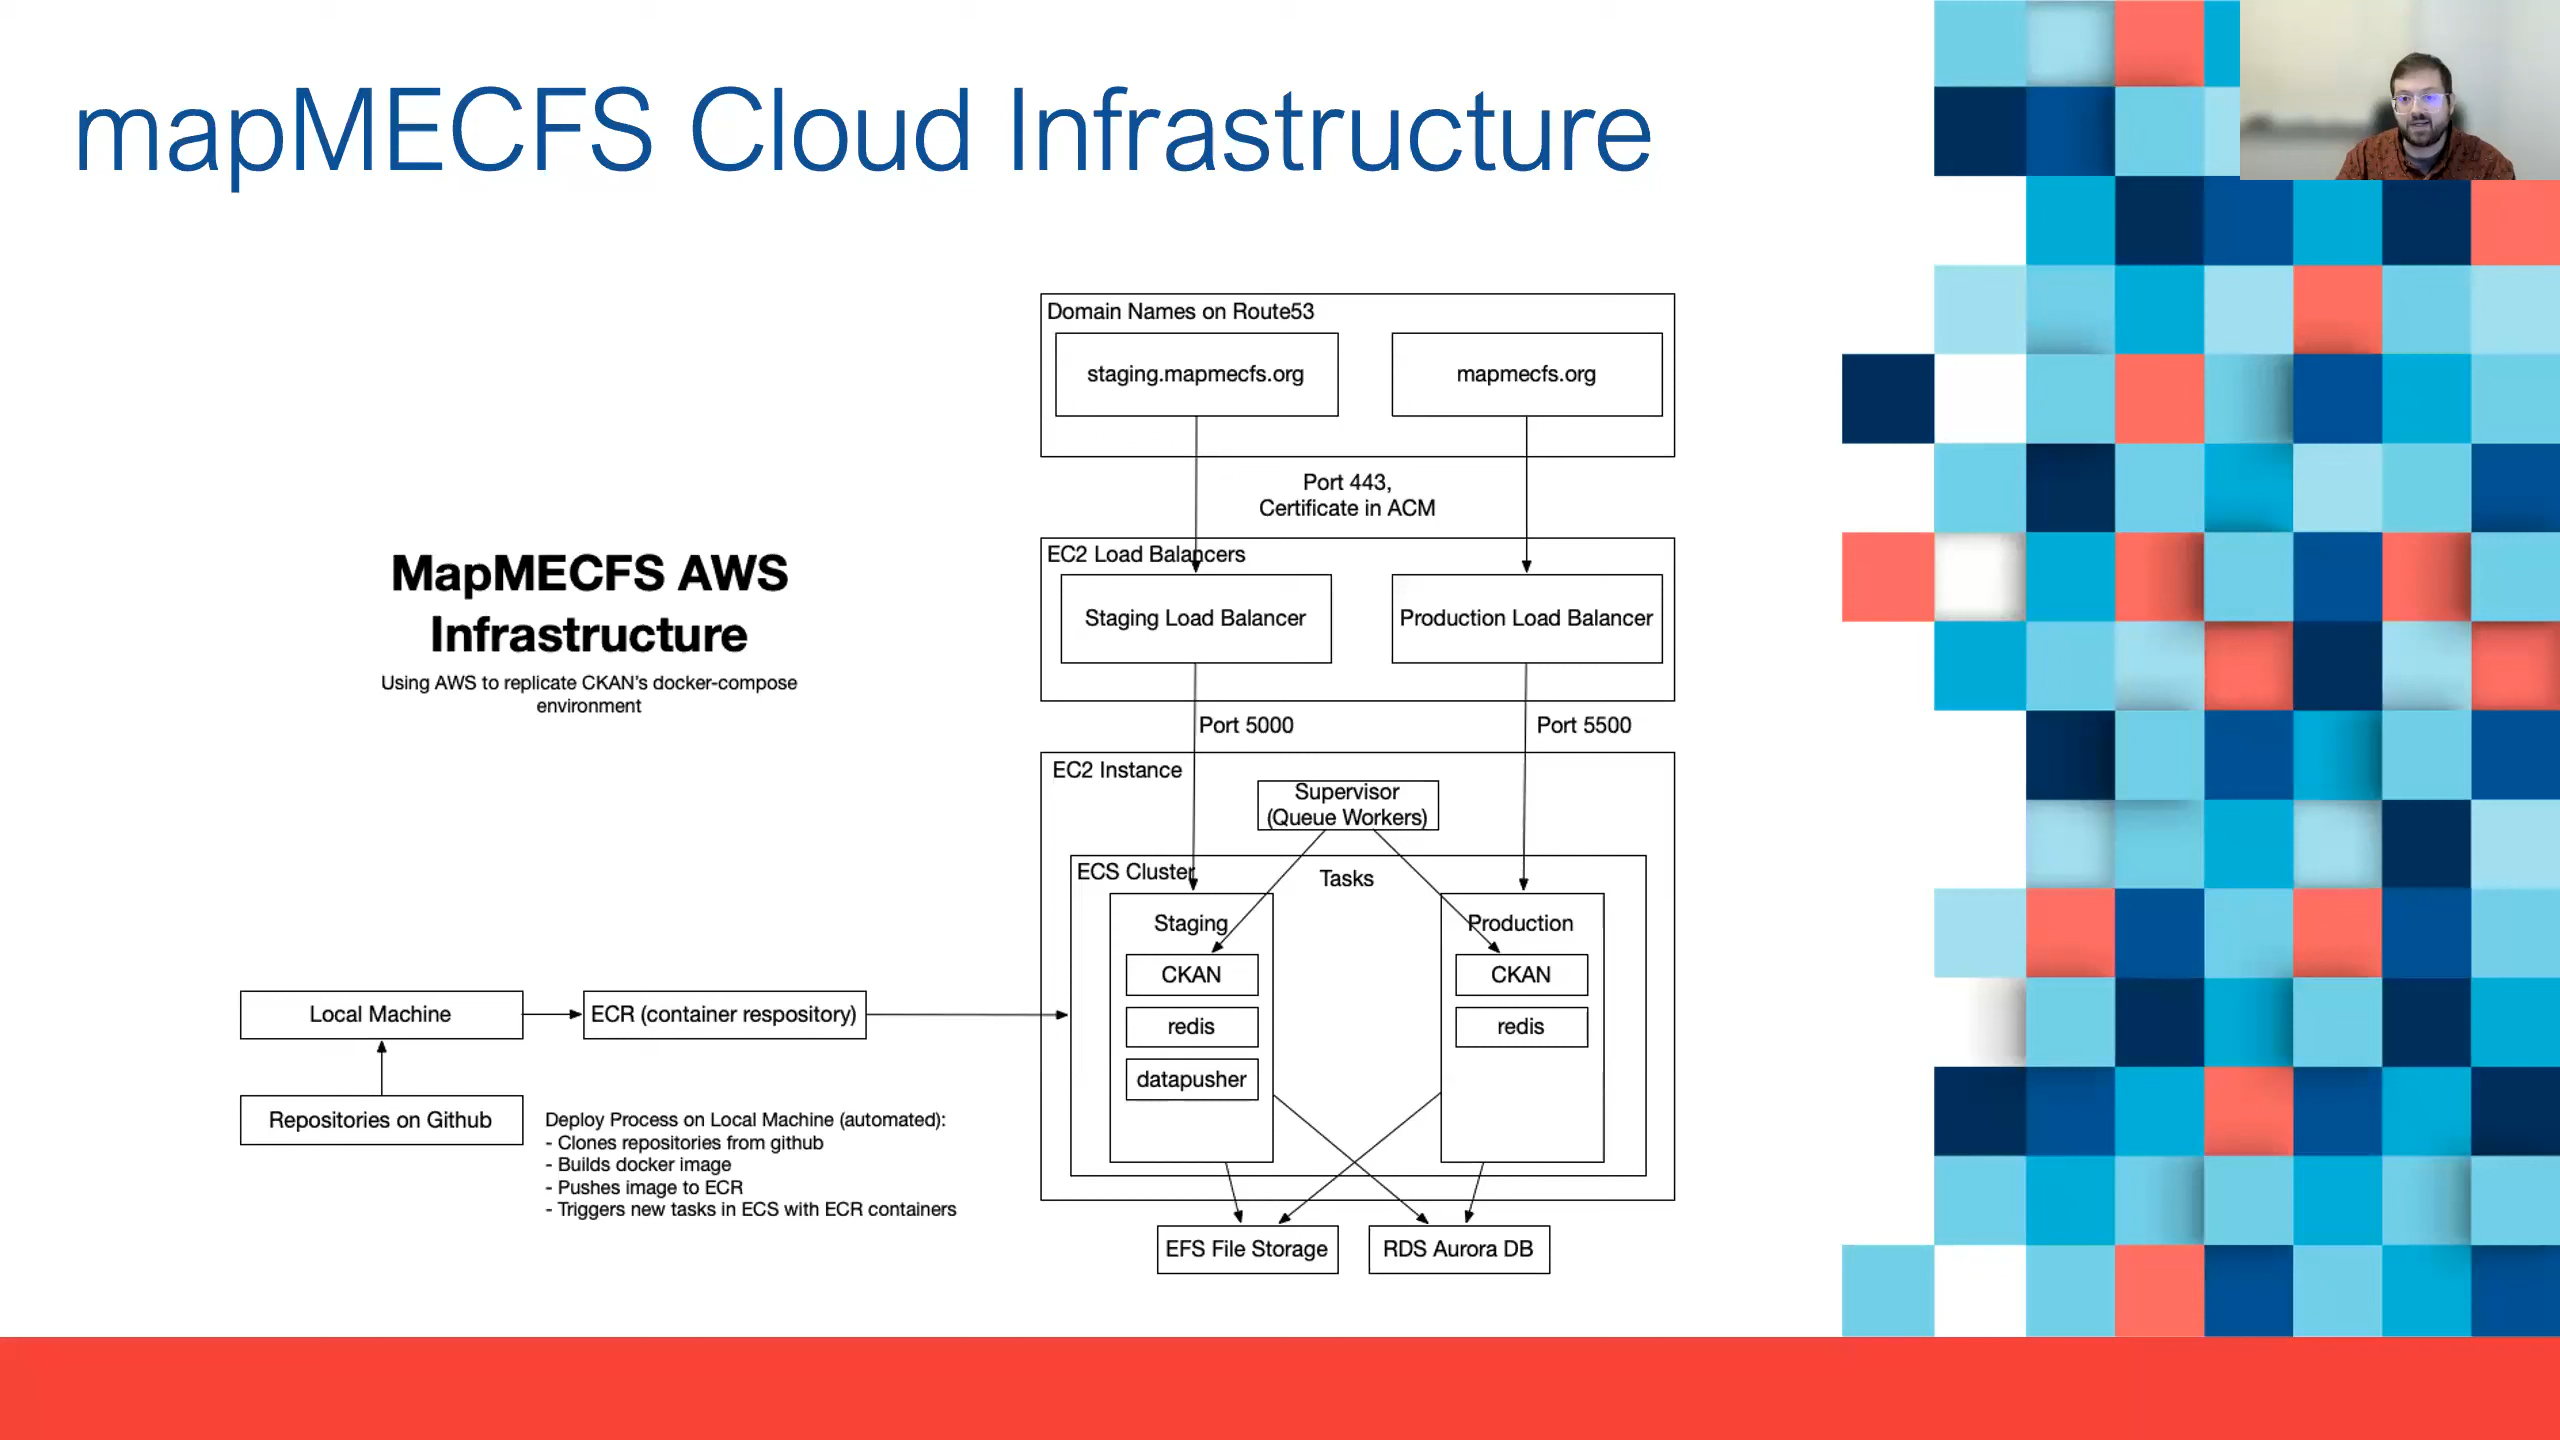 mapMECFS Cloud Infrastructure
Domain Names on Route53
staging.mapmecfs.org
mapmecfs.org
Port 443,
Certificate in ACM
EC2 Load Balancers
Staging Load Balancer
Production Load Balancer
MapMECFS AWS
Infrastructure
Using AWS to replicate CKAN's docker-compose
environment
Port 5000
Port 5500
EC2 Instance
Supervisor
(Queue Workers)
ECS Cluster
Tasks
Staging
CKAN
redis
datapusher
Production
CKAN
redis
Local Machine
ECR (container respository)
Repositories on Github
Deploy Process on Local Machine (automated):
- Clones repositories from github
- Builds docker image
- Pushes image to ECR
- Triggers new tasks in ECS with ECR containers
EFS File Storage
RDS Aurora DB